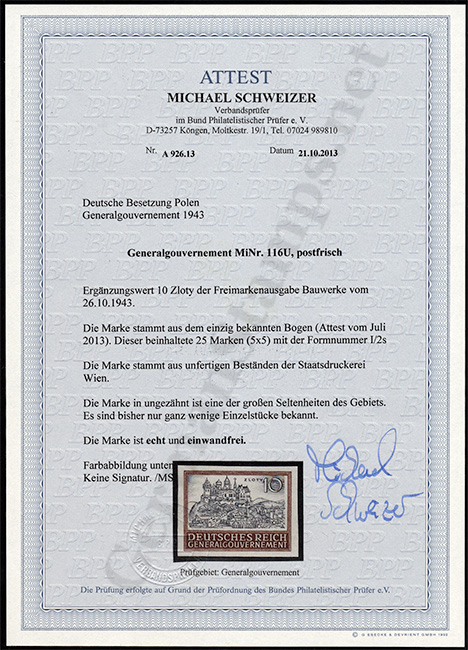 ATTEST
MICHAEL SCHWEIZER
Verbandsprüfer
im Bund Philatelistischer Prüfer e. V.
D-73257 Köngen, Moltkestr. 19/1, Tel. 07024 989810
Nr. A 926.13 Datum 21.10.2013
Deutsche Besetzung Polen
Generalgouvernement 1943
Generalgouvernement MiNr. 116U, postfrisch
Ergänzungswert 10 Zloty der Freimarkenausgabe Bauwerke vom
26.10.1943.
Die Marke stammt aus dem einzig bekannten Bogen (Attest vom Juli
2013). Dieser beinhaltete 25 Marken (5x5) mit der Formnummer I/2s
Die Marke stammt aus unfertigen Beständen der Staatsdruckerei
Wien.
Die Marke in ungezähnt ist eine der großen Seltenheiten des Gebiets.
Es sind bisher nur ganz wenige Einzelstücke bekannt.
Die Marke ist echt und einwandfrei.
Farbabbildung unten
Keine Signatur. /MS
Michael
Schweizer
ZLOTY 10
DEUTSCHES REICH
GENERALGOUVERNEMENT
Prüfgebiet: Generalgouvernement
Die Prüfung erfolgte auf Grund der Prüfordnung des Bundes Philatelistischer Prüfer e.V.